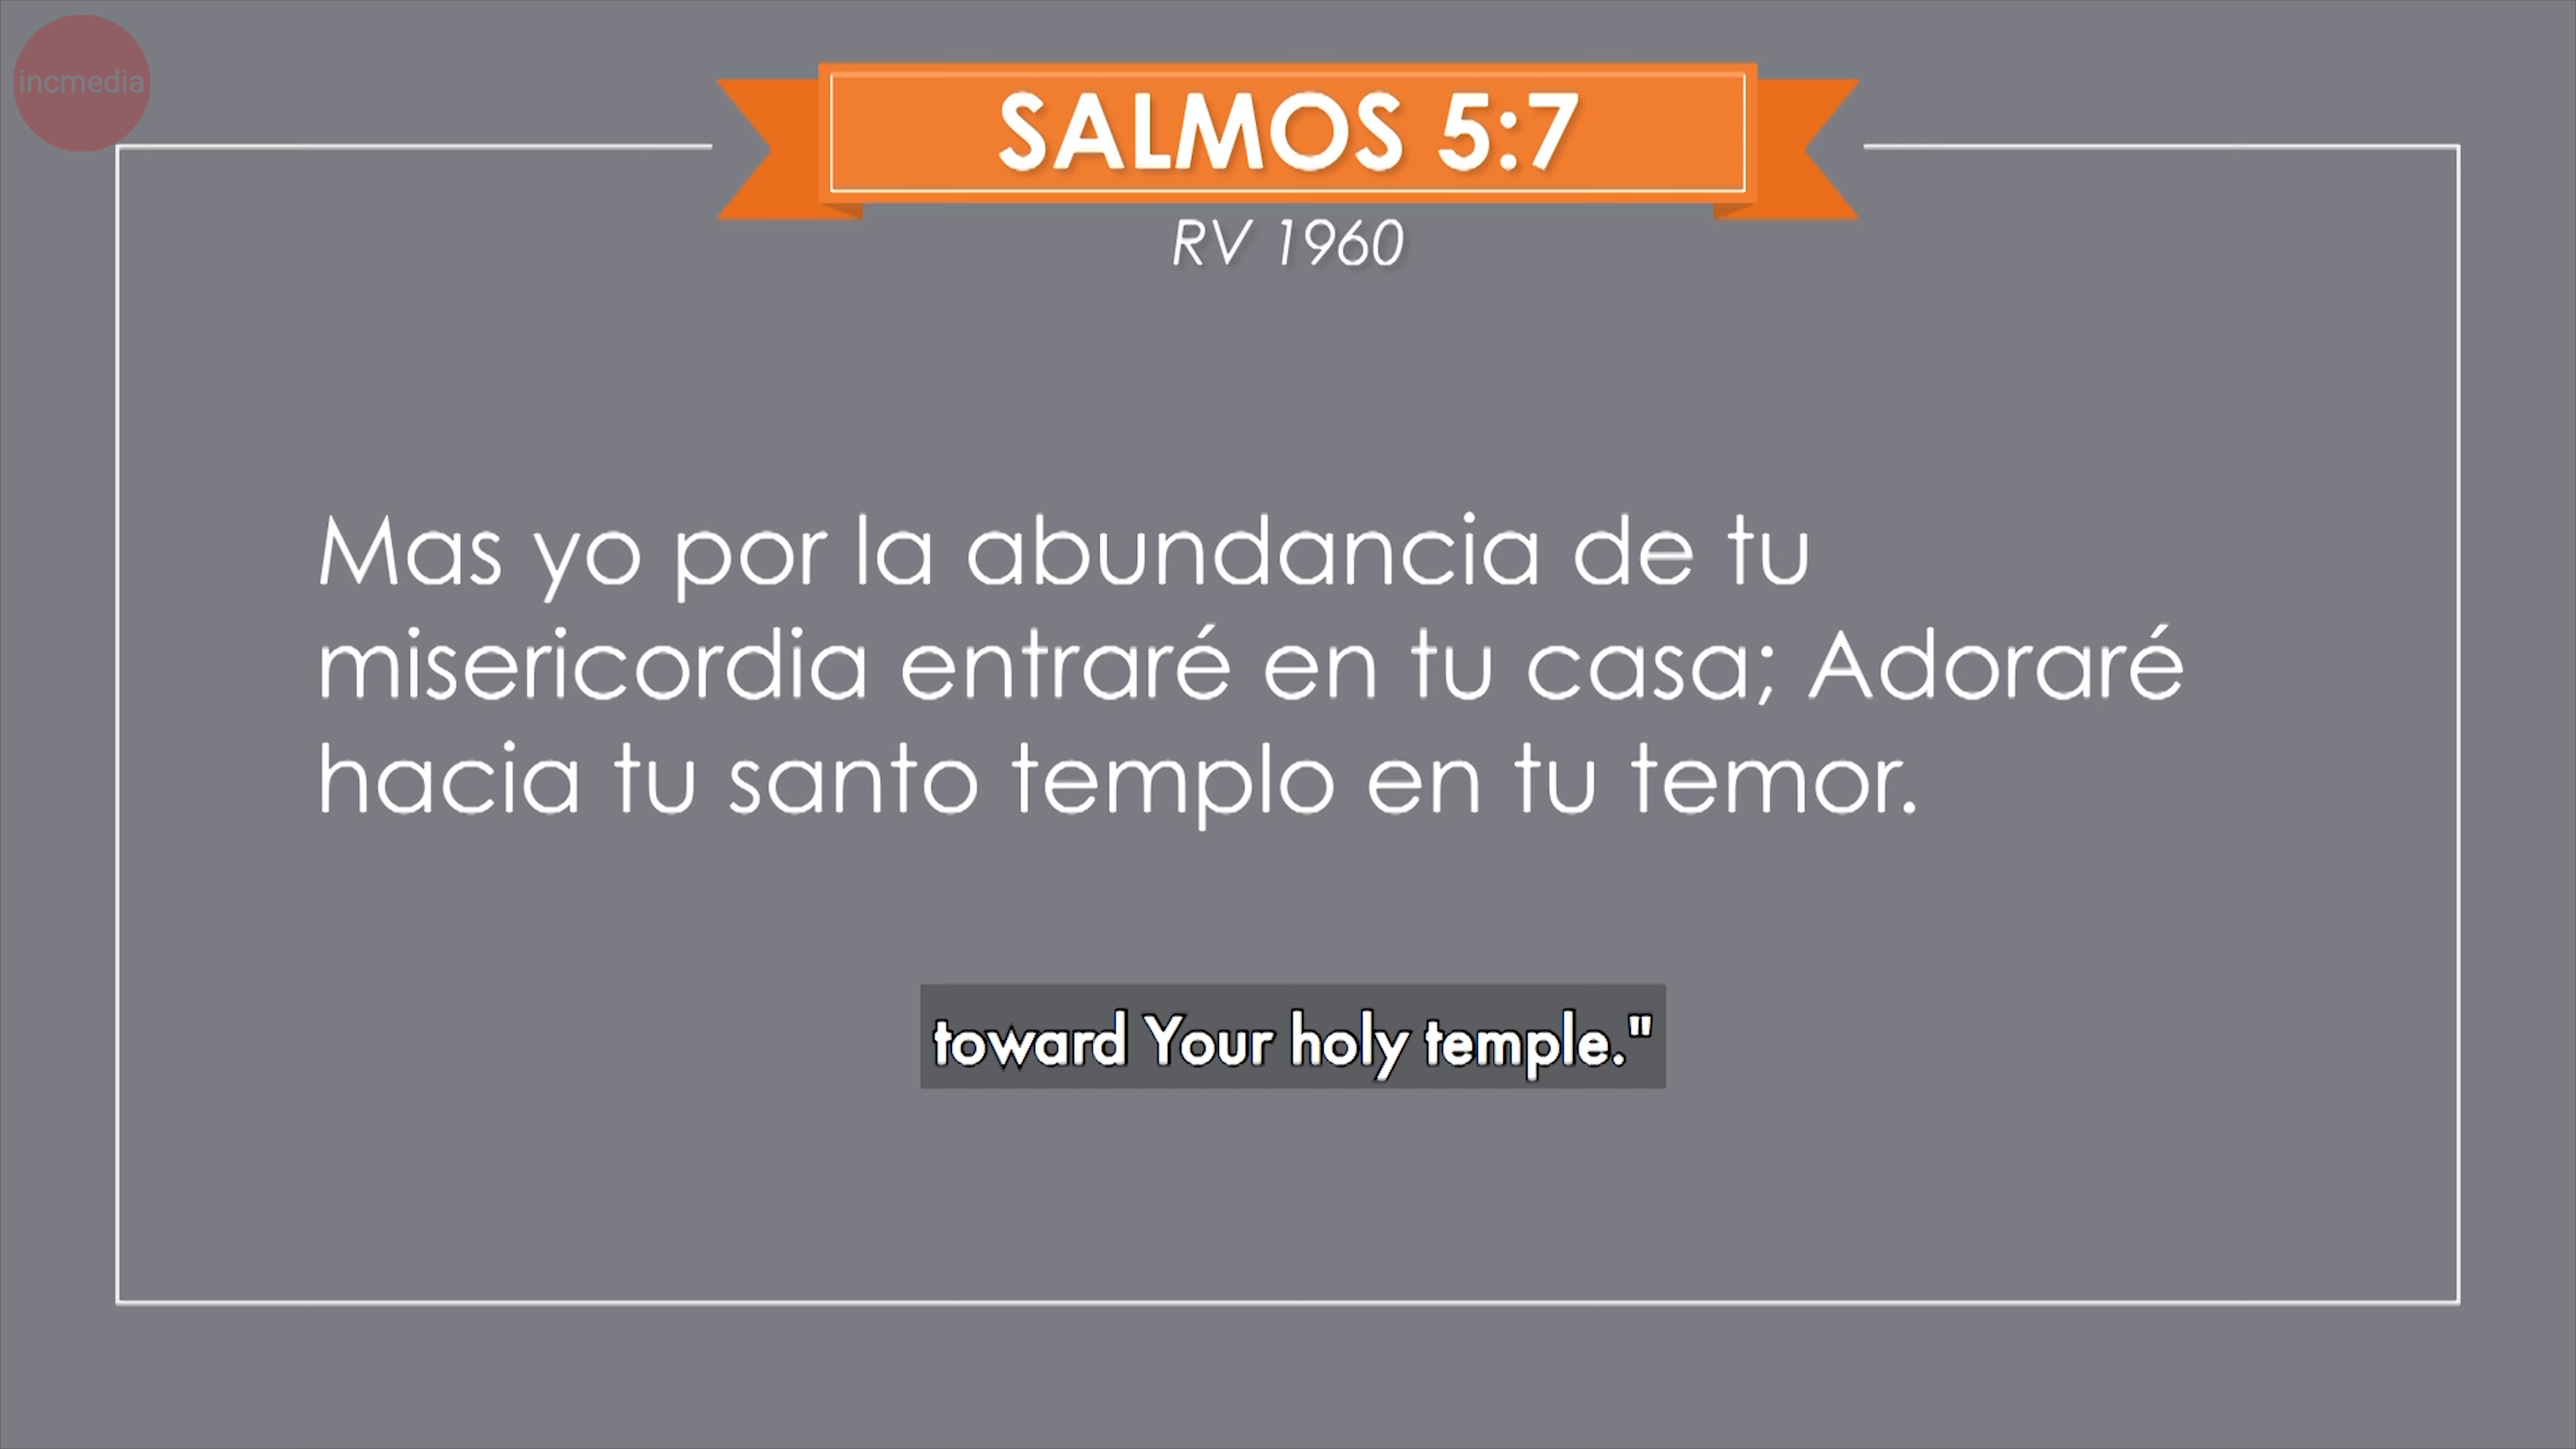 incmedia
SALMOS 5:7
RV 1960
Mas yo por la abundancia de tu
misericordia entraré en tu casa; Adoraré
hacia tu santo templo en tu temor.
toward Your holy temple."